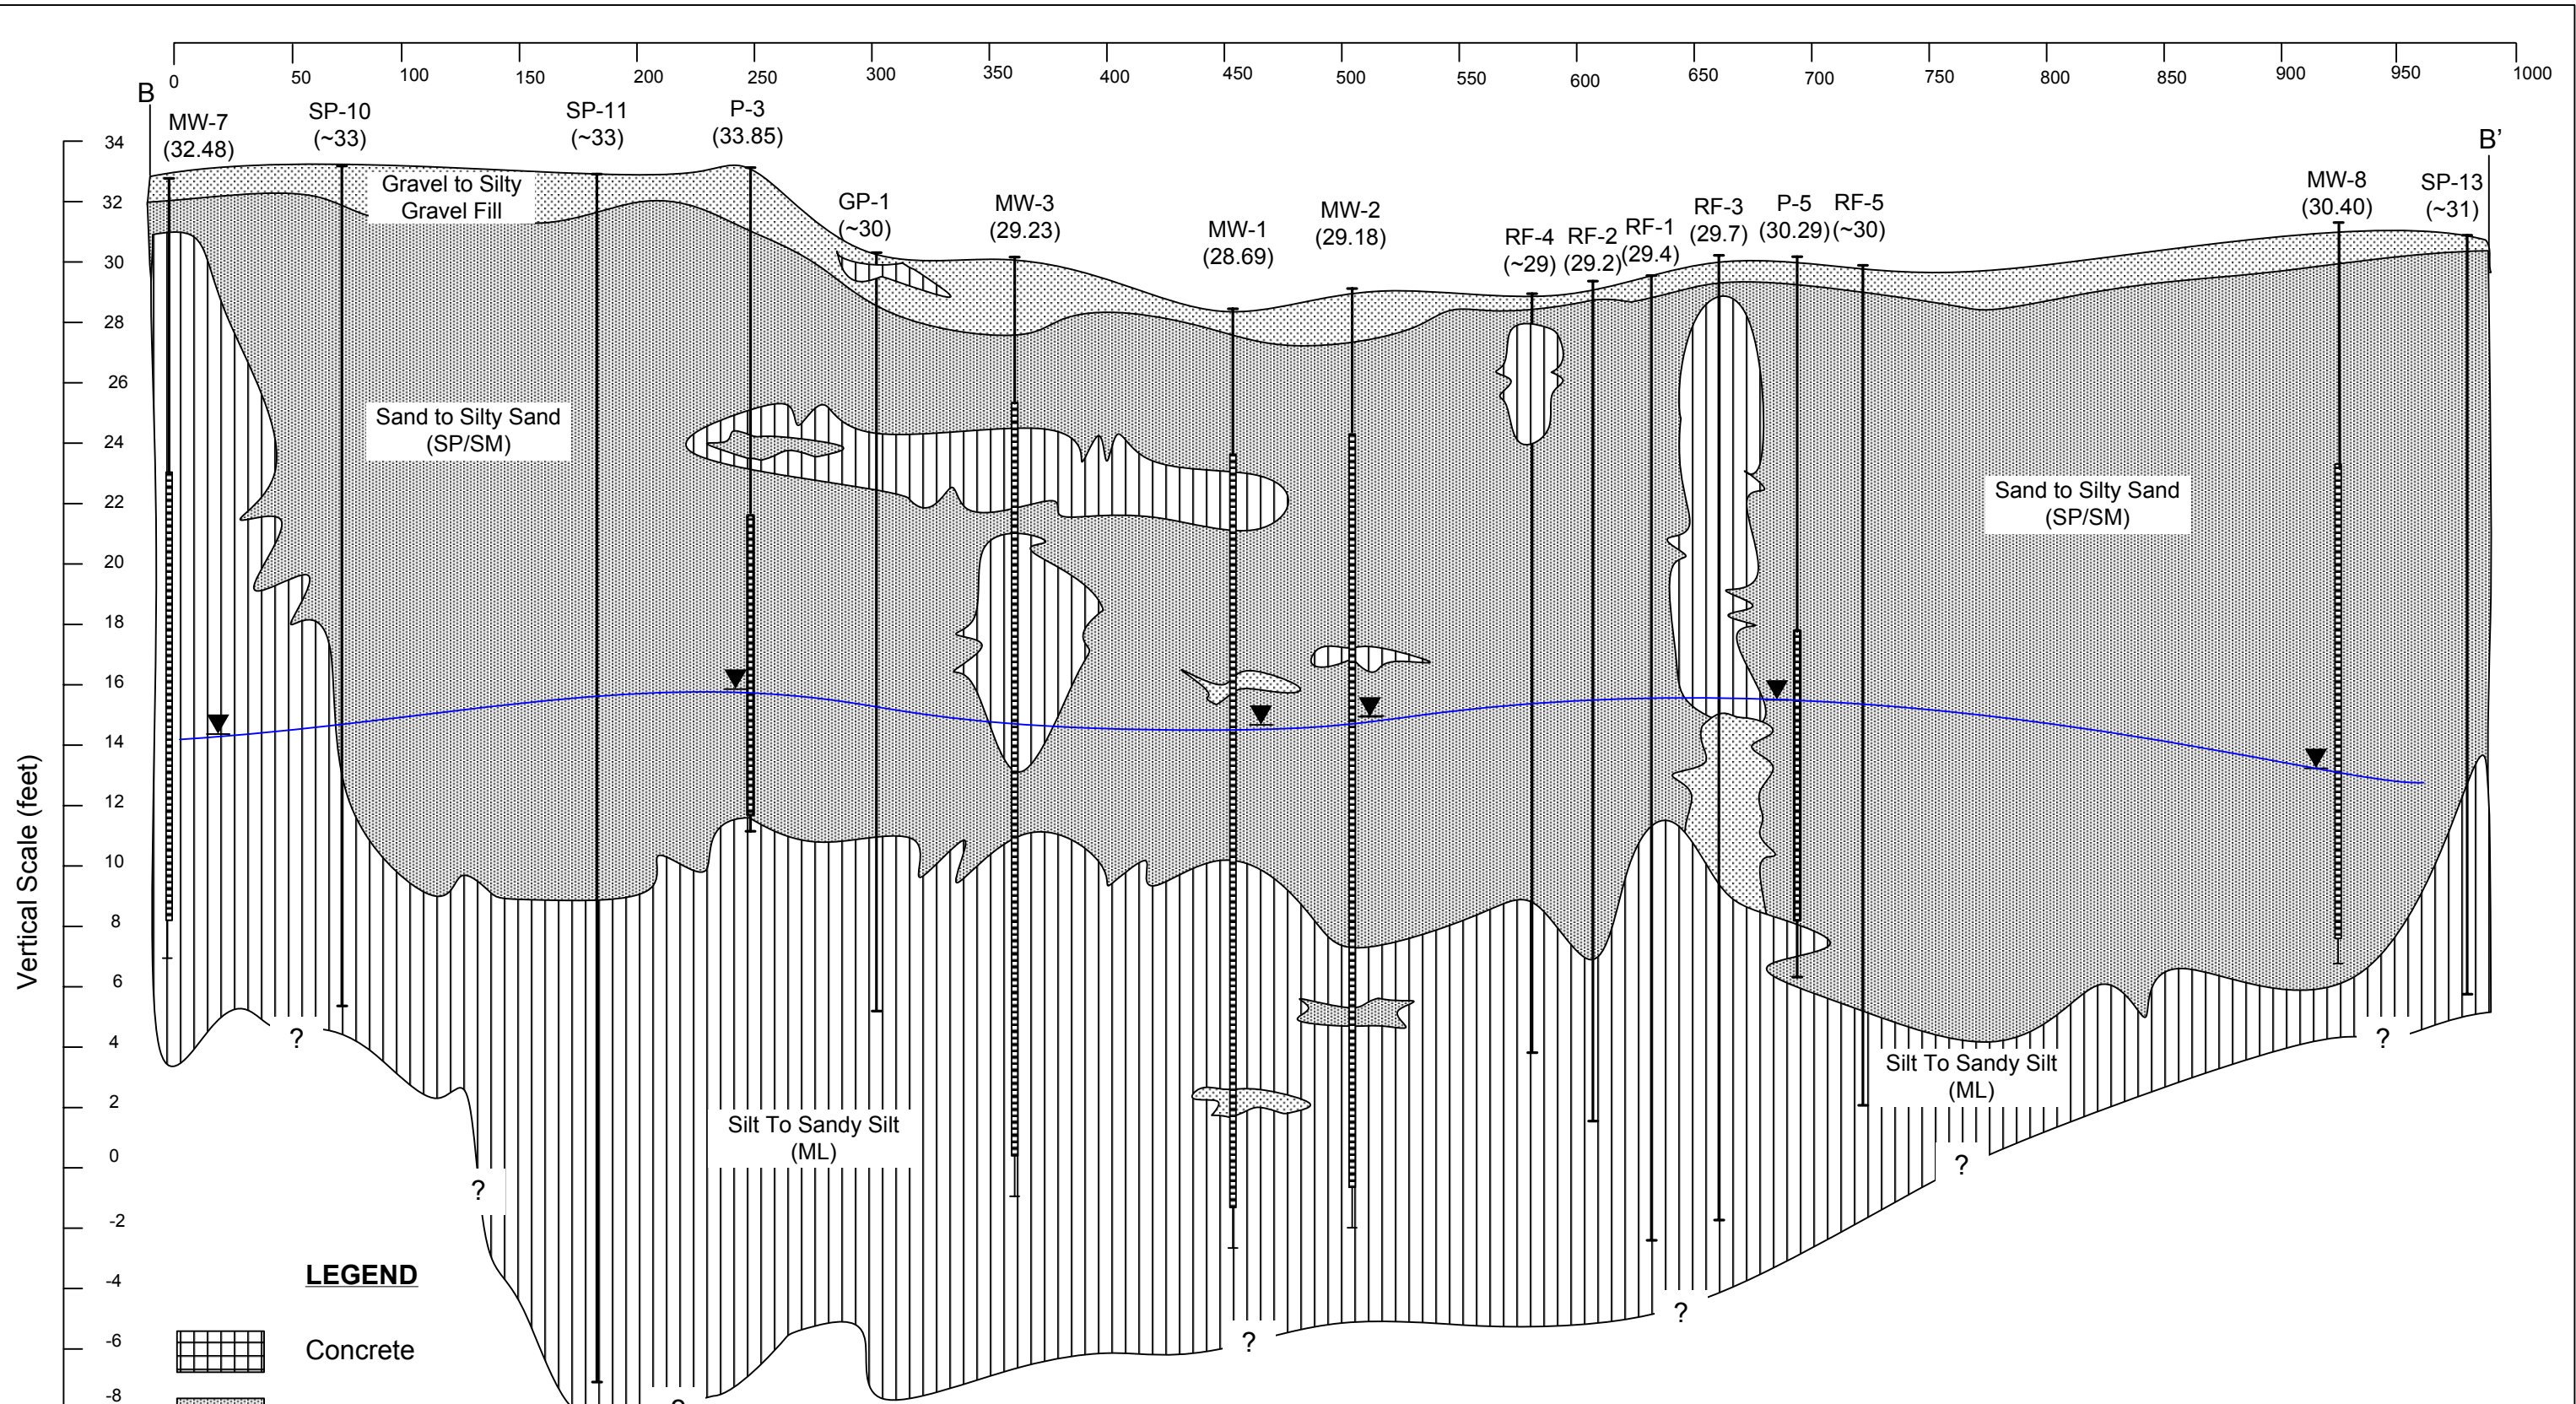 0 50 100 150 200 250 300 350 400 450 500 550 600 650 700 750 800 850 900 950 1000
B
B’
MW-7
(32.48)
SP-10
(~33)
SP-11
(~33)
P-3
(33.85)
GP-1
(~30)
MW-3
(29.23)
MW-1
(28.69)
MW-2
(29.18)
RF-4
(~29)
RF-2
(29.2)
RF-1
(29.4)
RF-3
(29.7)
P-5
(30.29)
RF-5
(~30)
MW-8
(30.40)
SP-13
(~31)
34
32
30
28
26
24
22
20
18
16
14
12
10
8
6
4
2
0
-2
-4
-6
-8
Vertical Scale (feet)
Gravel to Silty
Gravel Fill
Sand to Silty Sand
(SP/SM)
Sand to Silty Sand
(SP/SM)
Silt To Sandy Silt
(ML)
Silt To Sandy Silt
(ML)
?
?
?
?
?
?
?
LEGEND
Concrete